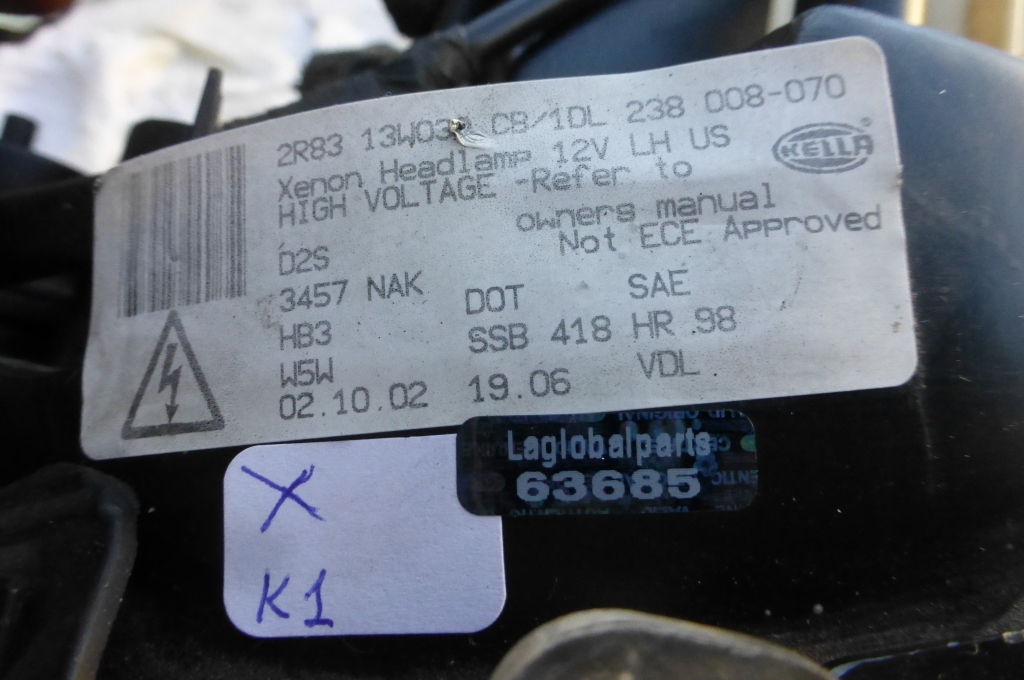 2R83 13W03 CB/1DL 238 008-070
Xenon Headlamp 12V LH US
HELLA
HIGH VOLTAGE -Refer to
owners manual
Not ECE Approved
D2S
3457 NAK DOT SAE
HB3 SSB 418 HR 98
W5W VDL
02.10.02 19.06
Laglobalparts
63685
X
K1